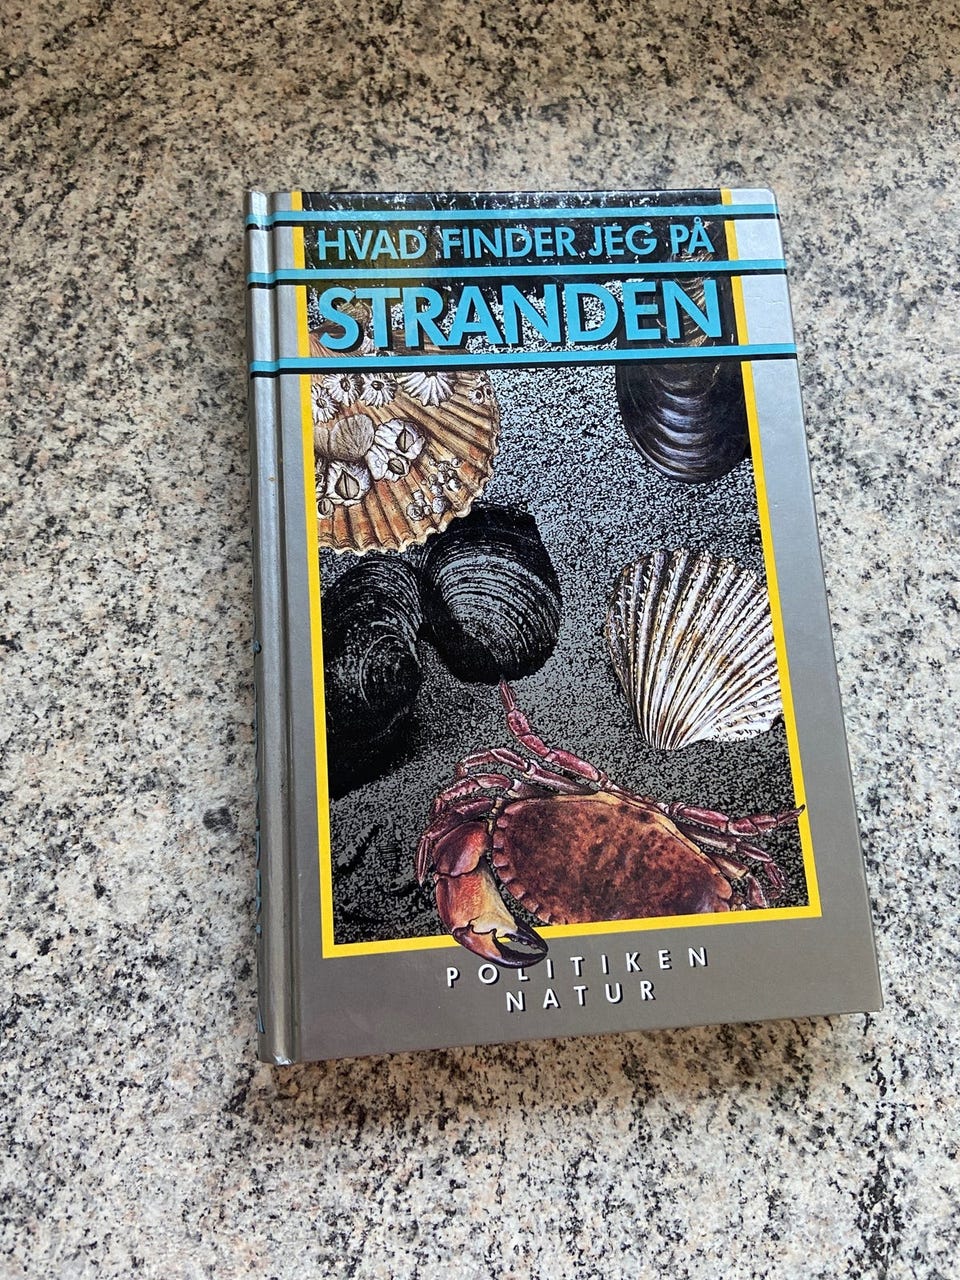 HVAD FINDER JEG PÅ
STRANDEN
POLITIKEN
NATUR